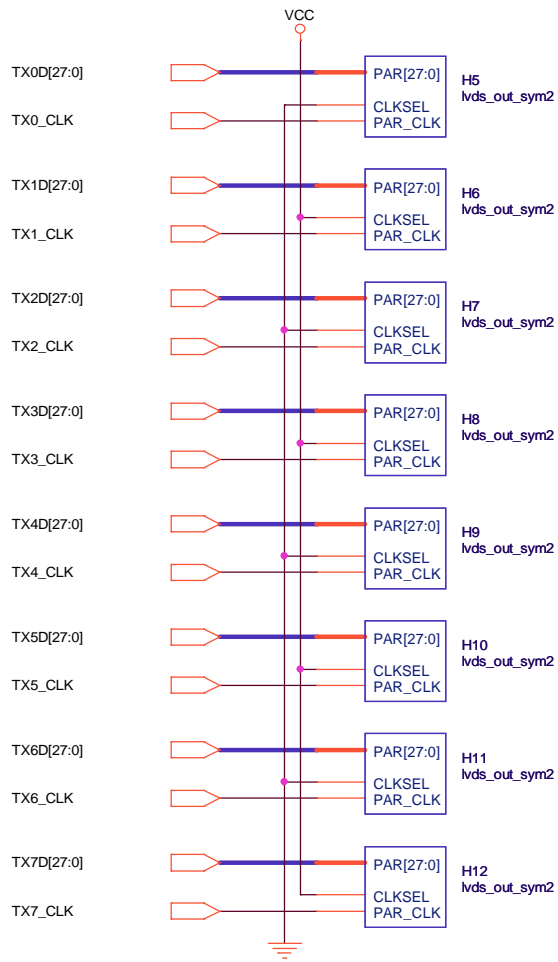 VCC
TX0D[27:0]
PAR[27:0]
H5
lvds_out_sym2
CLKSEL
TX0_CLK
PAR_CLK
TX1D[27:0]
PAR[27:0]
H6
lvds_out_sym2
CLKSEL
TX1_CLK
PAR_CLK
TX2D[27:0]
PAR[27:0]
H7
lvds_out_sym2
CLKSEL
TX2_CLK
PAR_CLK
TX3D[27:0]
PAR[27:0]
H8
lvds_out_sym2
CLKSEL
TX3_CLK
PAR_CLK
TX4D[27:0]
PAR[27:0]
H9
lvds_out_sym2
CLKSEL
TX4_CLK
PAR_CLK
TX5D[27:0]
PAR[27:0]
H10
lvds_out_sym2
CLKSEL
TX5_CLK
PAR_CLK
TX6D[27:0]
PAR[27:0]
H11
lvds_out_sym2
CLKSEL
TX6_CLK
PAR_CLK
TX7D[27:0]
PAR[27:0]
H12
lvds_out_sym2
CLKSEL
TX7_CLK
PAR_CLK